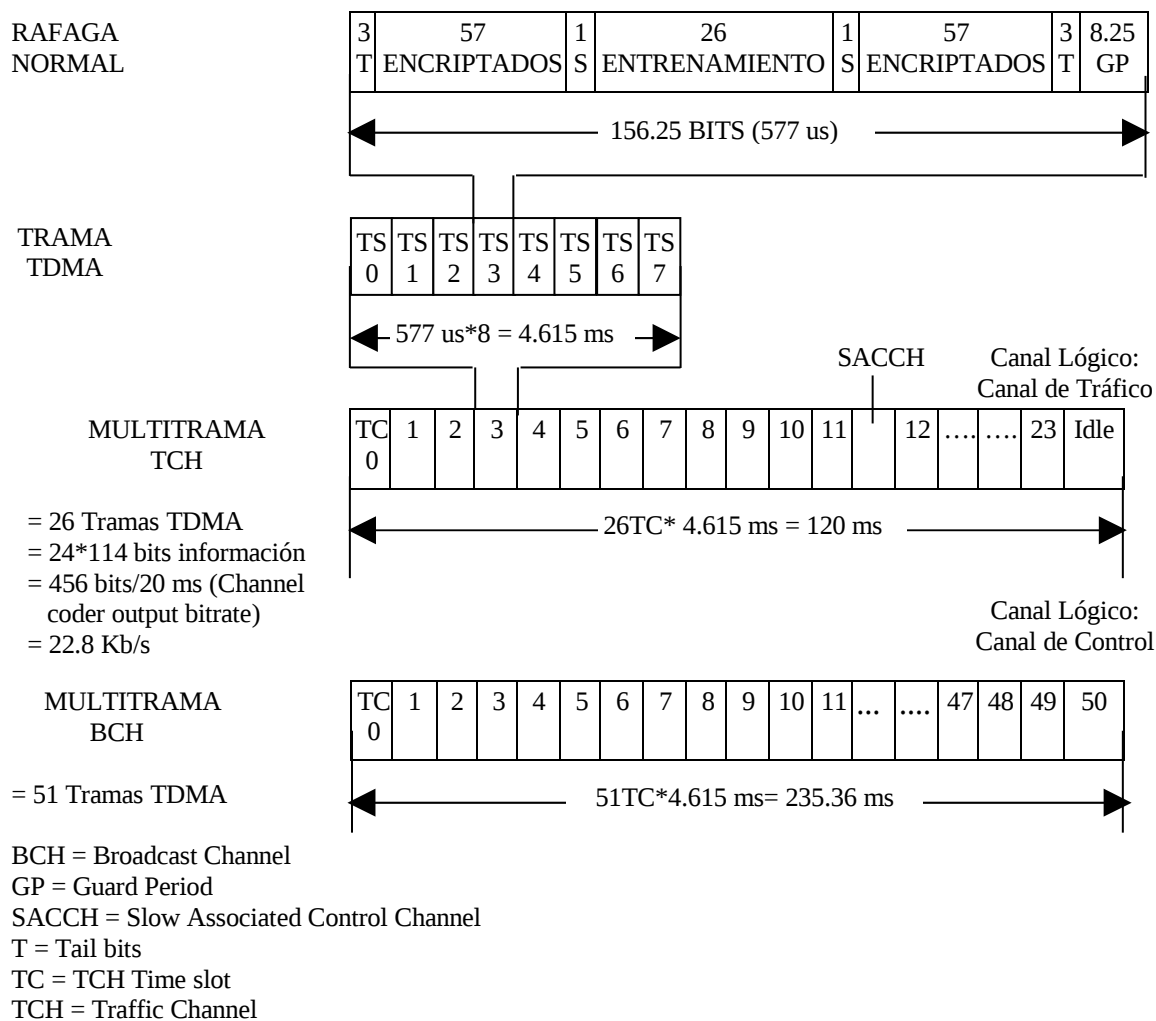 RAFAGA
NORMAL
3 57 1 26 1 57 3 8.25
T ENCRIPTADOS S ENTRENAMIENTO S ENCRIPTADOS T GP
156.25 BITS (577 us)
TRAMA
TDMA
TS TS TS TS TS TS TS TS
0 1 2 3 4 5 6 7
577 us*8 = 4.615 ms
SACCH
Canal Lógico:
Canal de Tráfico
MULTITRAMA
TCH
TC 1 2 3 4 5 6 7 8 9 10 11 12 .... .... 23 Idle
0
26TC* 4.615 ms = 120 ms
= 26 Tramas TDMA
= 24*114 bits información
= 456 bits/20 ms (Channel
coder output bitrate)
= 22.8 Kb/s
Canal Lógico:
Canal de Control
MULTITRAMA
BCH
TC 1 2 3 4 5 6 7 8 9 10 11 ... .... 47 48 49 50
0
= 51 Tramas TDMA
51TC*4.615 ms= 235.36 ms
BCH = Broadcast Channel
GP = Guard Period
SACCH = Slow Associated Control Channel
T = Tail bits
TC = TCH Time slot
TCH = Traffic Channel